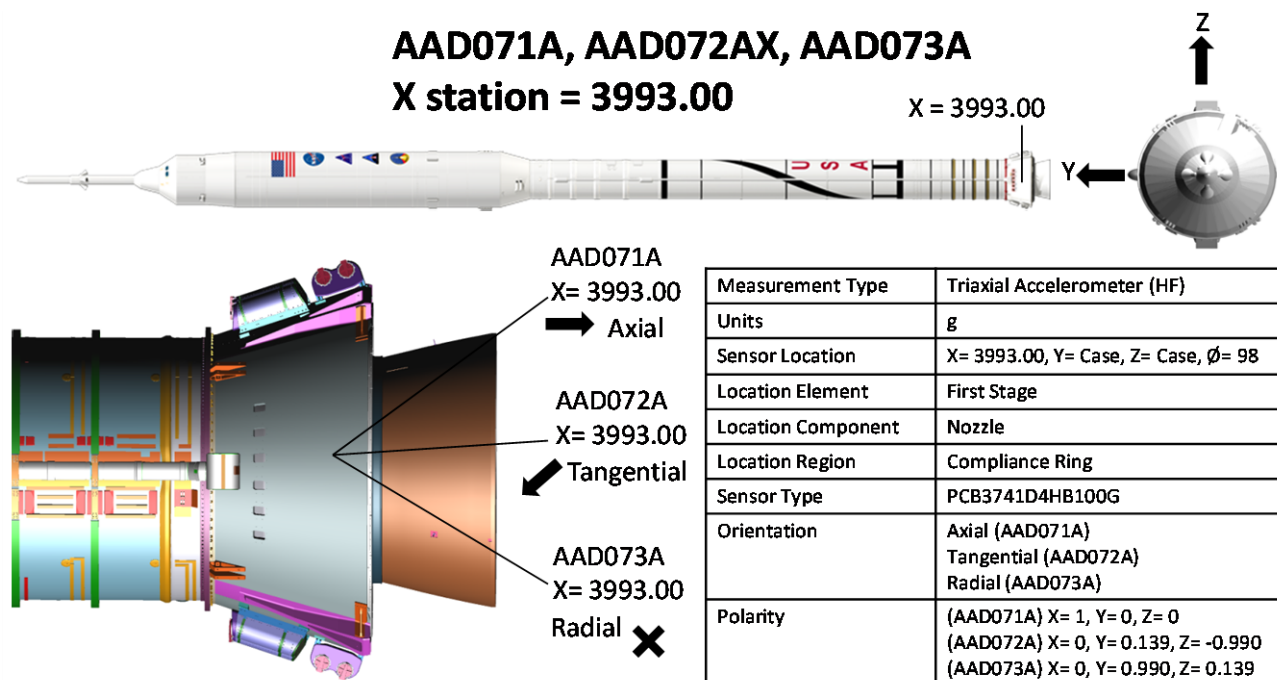 AAD071A, AAD072AX, AAD073A
X station = 3993.00
X = 3993.00
Z
Y
USA
AAD071A
X= 3993.00
Axial
AAD072A
X= 3993.00
Tangential
AAD073A
X= 3993.00
Radial
Measurement Type Triaxial Accelerometer (HF)
Units g
Sensor Location X= 3993.00, Y= Case, Z= Case, Ø= 98
Location Element First Stage
Location Component Nozzle
Location Region Compliance Ring
Sensor Type PCB3741D4HB100G
Orientation Axial (AAD071A)
Tangential (AAD072A)
Radial (AAD073A)
Polarity (AAD071A) X= 1, Y= 0, Z= 0
(AAD072A) X= 0, Y= 0.139, Z= -0.990
(AAD073A) X= 0, Y= 0.990, Z= 0.139